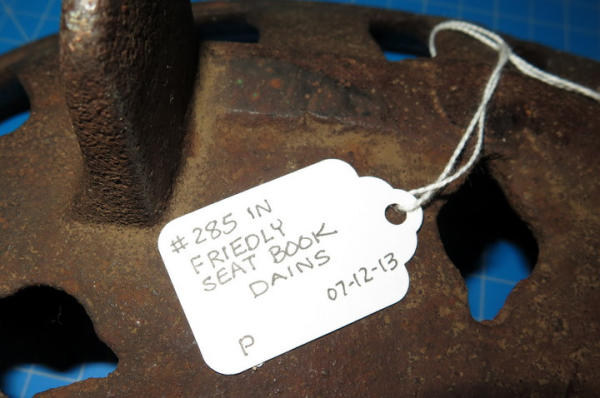 #285 IN
FRIEDLY
SEAT BOOK
DAINS
07-12-13
P